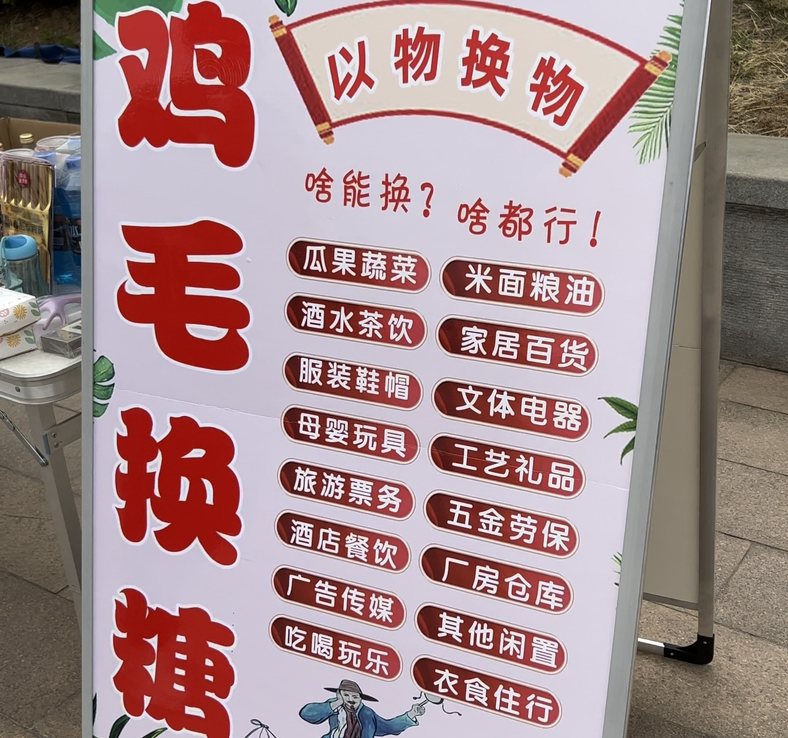 鸡毛换糖
以物换物
啥能换?啥都行!
瓜果蔬菜
米面粮油
酒水茶饮
家居百货
服装鞋帽
文体电器
母婴玩具
工艺礼品
旅游票务
五金劳保
酒店餐饮
厂房仓库
广告传媒
其他闲置
吃喝玩乐
衣食住行